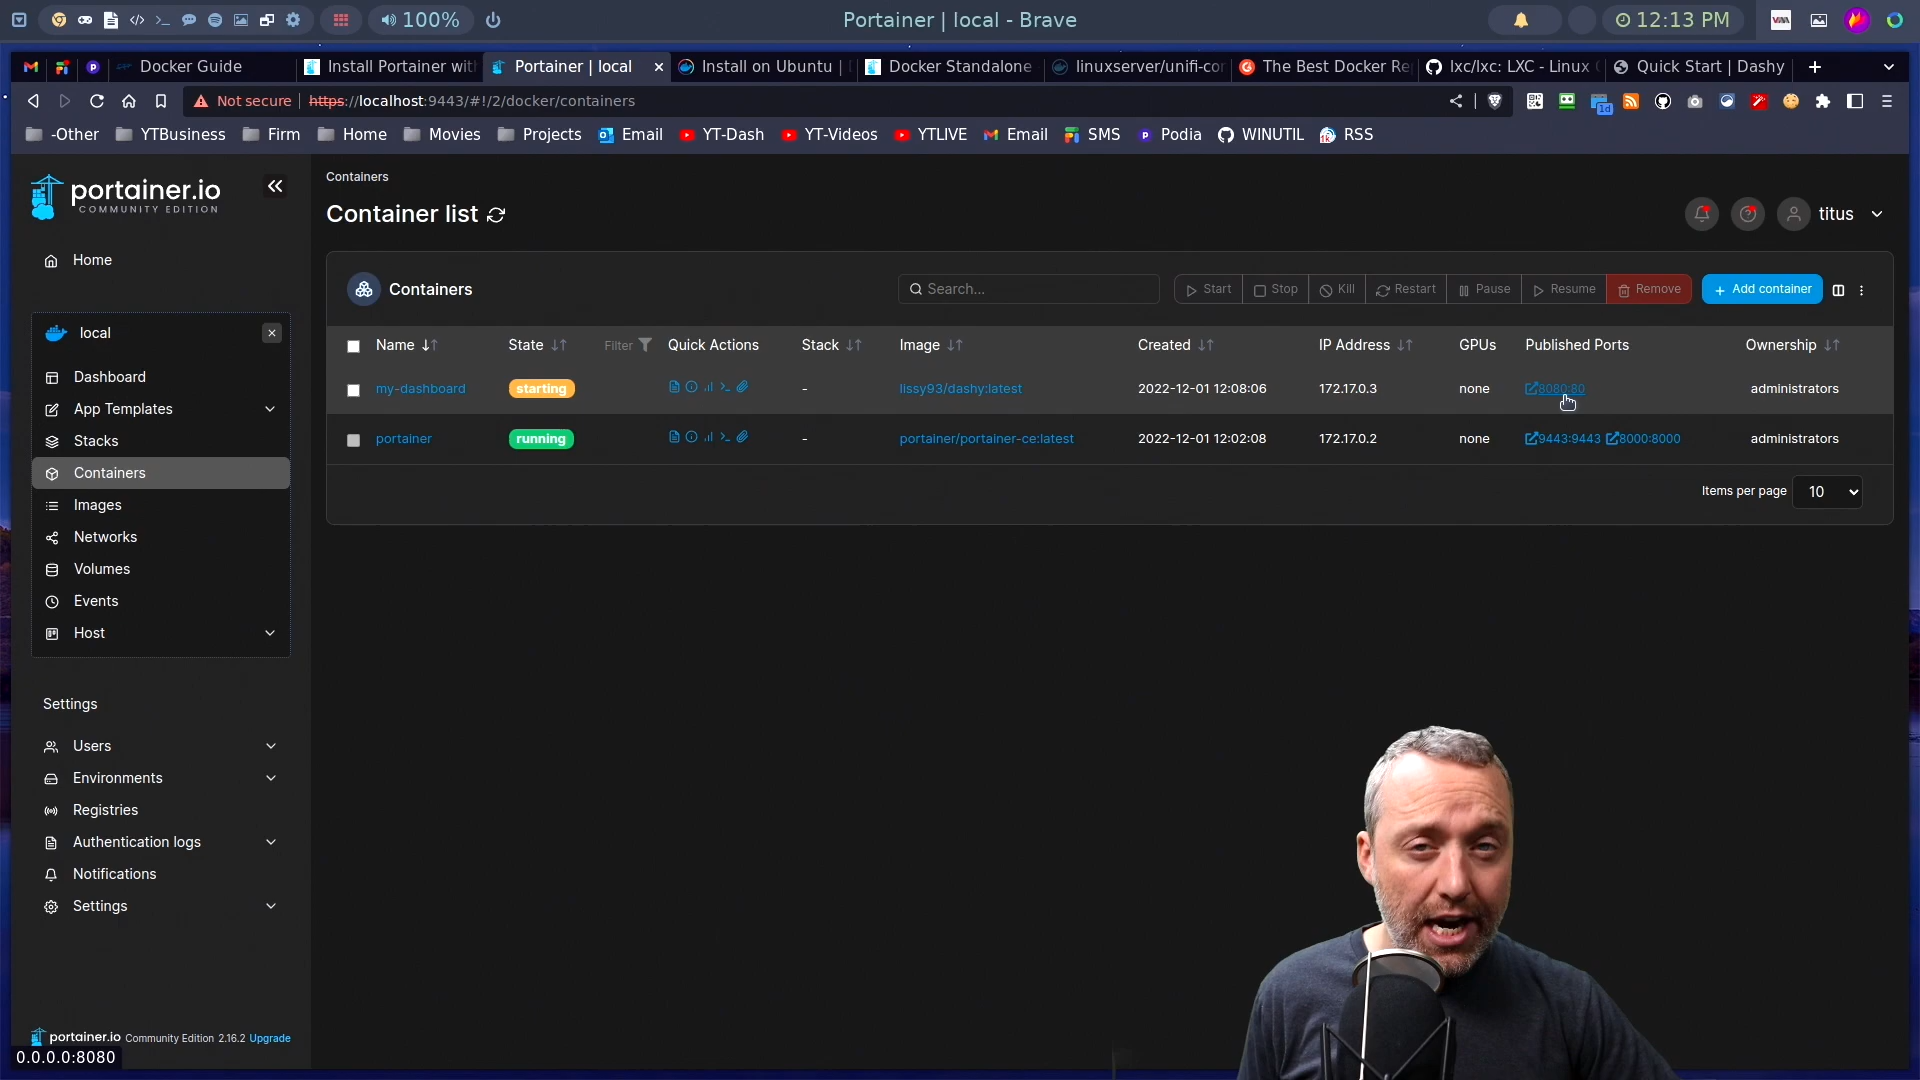 100%
Portainer | local - Brave
12:13 PM
Docker Guide
Install Portainer wit
Portainer | local
Install on Ubuntu |
Docker Standalone
linuxserver/unifi-cor
The Best Docker Re
lxc/lxc: LXC - Linux
Quick Start | Dashy
Not secure
https://localhost:9443/#!/2/docker/containers
1d
-Other
YTBusiness
Firm
Home
Movies
Projects
Email
YT-Dash
YT-Videos
YTLIVE
Email
SMS
Podia
WINUTIL
RSS
portainer.io
COMMUNITY EDITION
Home
local
Dashboard
App Templates
Stacks
Containers
Images
Networks
Volumes
Events
Host
Settings
Users
Environments
Registries
Authentication logs
Notifications
Settings
portainer.io Community Edition 2.16.2 Upgrade
0.0.0.0:8080
Containers
Container list
titus
Containers
Search...
Start
Stop
Kill
Restart
Pause
Resume
Remove
+ Add container
Name State Filter Quick Actions Stack Image Created IP Address GPUs Published Ports Ownership
my-dashboard starting - lissy93/dashy:latest 2022-12-01 12:08:06 172.17.0.3 none 8080:80 administrators
portainer running - portainer/portainer-ce:latest 2022-12-01 12:02:08 172.17.0.2 none 9443:9443 8000:8000 administrators
Items per page 10